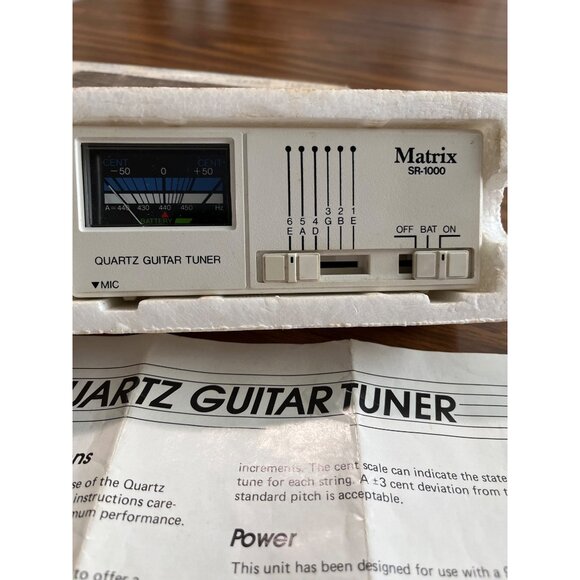 CENT CENT
-50 0 +50
A= 440 430 440 450 Hz
BATTERY
QUARTZ GUITAR TUNER
▼MIC
6 5 4 3 2 1
E A D G B E
Matrix
SR-1000
OFF BAT ON
QUARTZ GUITAR TUNER
ns
se of the Quartz
instructions care-
mum performance.
to offer a
increments. The cent scale can indicate the state
tune for each string. A ±3 cent deviation from t
standard pitch is acceptable.
Power
This unit has been designed for use with a